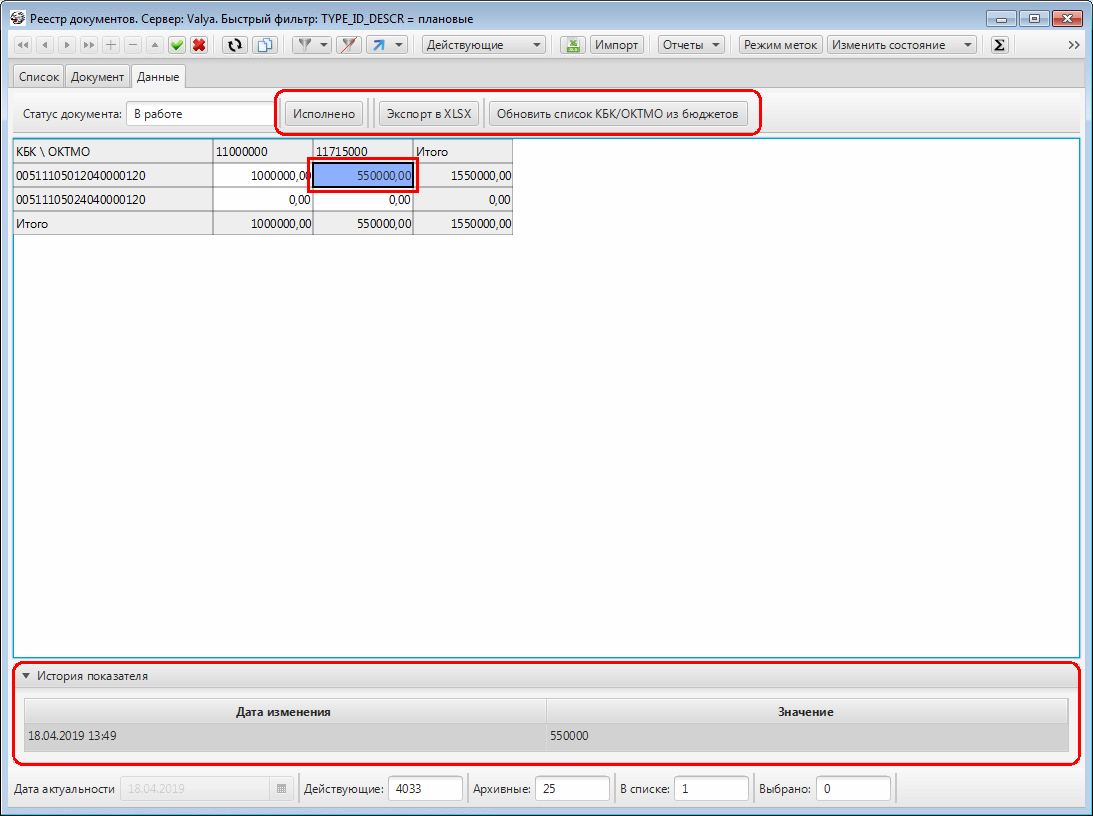 Реестр документов. Сервер: Valya. Быстрый фильтр: TYPE_ID_DESCR = плановые
Действующие Импорт Отчеты Режим меток Изменить состояние Σ
Список Документ Данные
Статус документа: В работе Исполнено Экспорт в XLSX Обновить список КБК/ОКТМО из бюджетов
КБК \ ОКТМО 11000000 11715000 Итого
00511105012040000120 1000000,00 550000,00 1550000,00
00511105024040000120 0,00 0,00 0,00
Итого 1000000,00 550000,00 1550000,00
История показателя
Дата изменения Значение
18.04.2019 13:49 550000
Дата актуальности 18.04.2019 Действующие: 4033 Архивные: 25 В списке: 1 Выбрано: 0